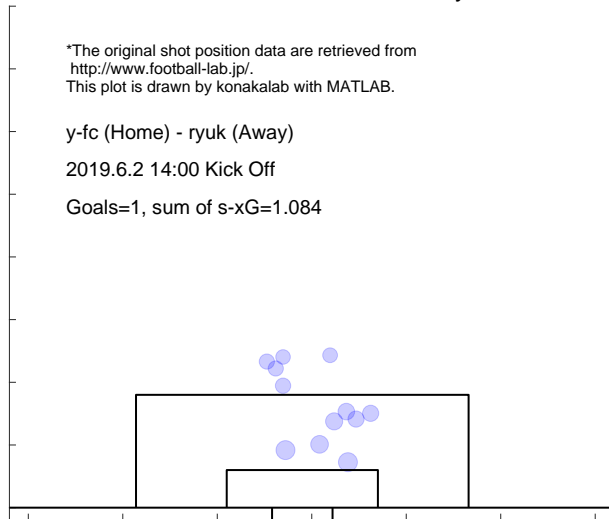 *The original shot position data are retrieved from
http://www.football-lab.jp/.
This plot is drawn by konakalab with MATLAB.
y-fc (Home) - ryuk (Away)
2019.6.2 14:00 Kick Off
Goals=1, sum of s-xG=1.084